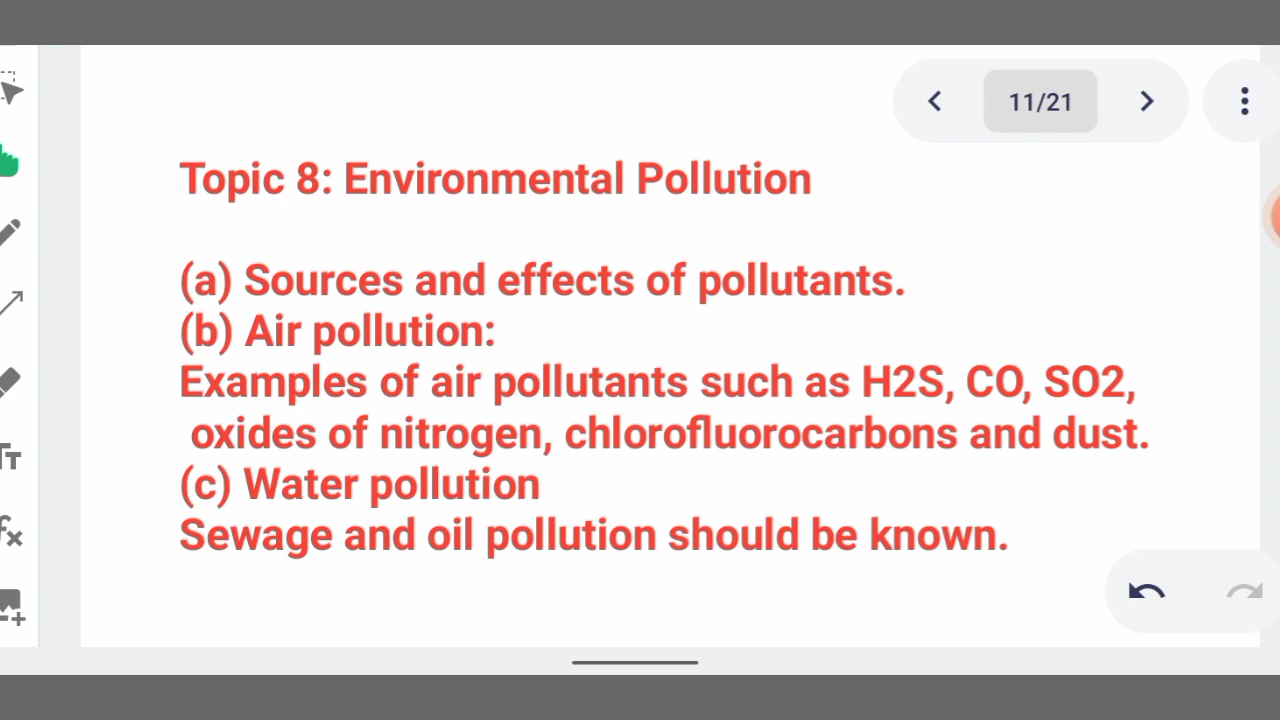 11/21
Topic 8: Environmental Pollution
(a) Sources and effects of pollutants.
(b) Air pollution:
Examples of air pollutants such as H2S, CO, SO2,
oxides of nitrogen, chlorofluorocarbons and dust.
(c) Water pollution
Sewage and oil pollution should be known.